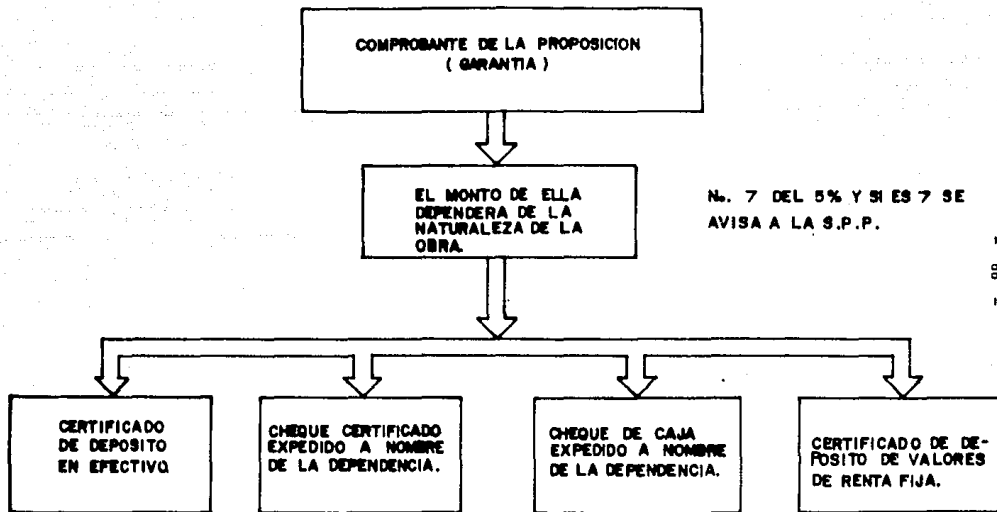 COMPROBANTE DE LA PROPOSICION
( GARANTIA )
EL MONTO DE ELLA
DEPENDERA DE LA
NATURALEZA DE LA
OBRA.
No. 7 DEL 5% Y SI ES 7 SE
AVISA A LA S.P.P.
CERTIFICADO
DE DEPOSITO
EN EFECTIVO.
CHEQUE CERTIFICADO
EXPEDIDO A NOMBRE
DE LA DEPENDENCIA.
CHEQUE DE CAJA
EXPEDIDO A NOMBRE
DE LA DEPENDENCIA.
CERTIFICADO DE DE-
POSITO DE VALORES
DE RENTA FIJA.